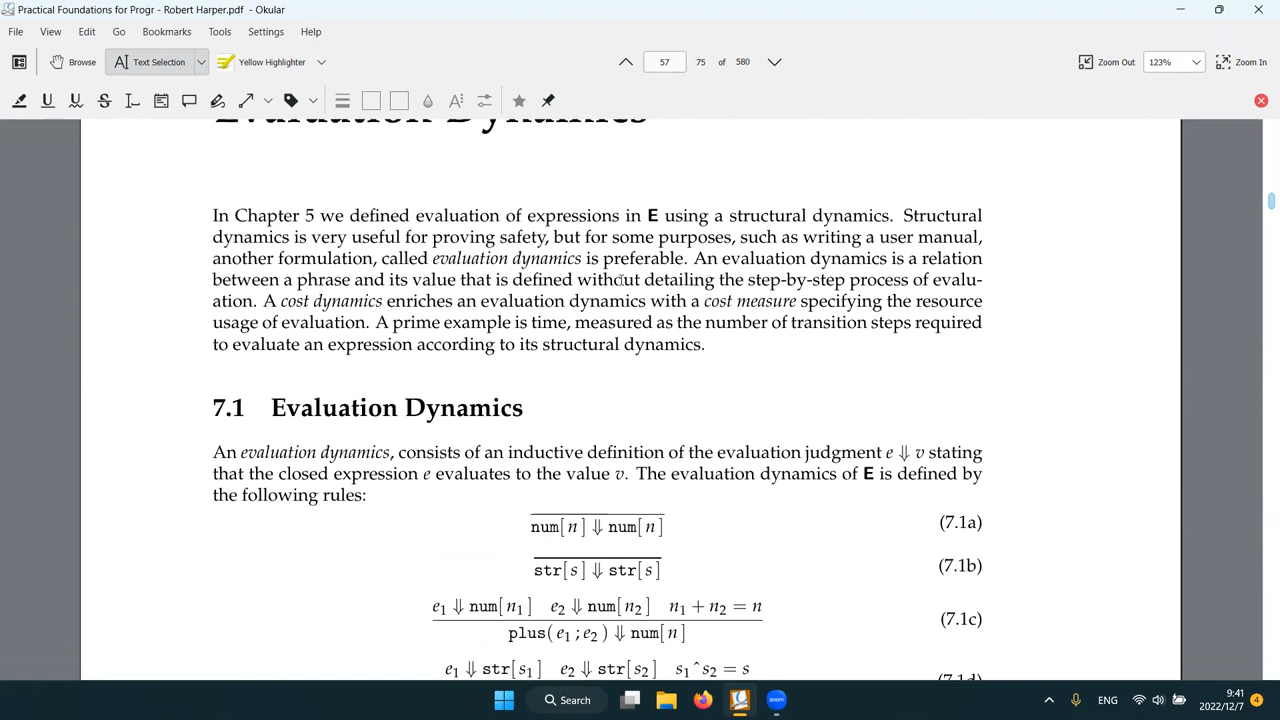 Practical Foundations for Progr - Robert Harper.pdf - Okular
File View Edit Go Bookmarks Tools Settings Help
Browse Text Selection Yellow Highlighter 57 75 of 580 Zoom Out 123% Zoom In
Evaluation Dynamics
In Chapter 5 we defined evaluation of expressions in E using a structural dynamics. Structural
dynamics is very useful for proving safety, but for some purposes, such as writing a user manual,
another formulation, called evaluation dynamics is preferable. An evaluation dynamics is a relation
between a phrase and its value that is defined without detailing the step-by-step process of evalu-
ation. A cost dynamics enriches an evaluation dynamics with a cost measure specifying the resource
usage of evaluation. A prime example is time, measured as the number of transition steps required
to evaluate an expression according to its structural dynamics.
7.1 Evaluation Dynamics
An evaluation dynamics, consists of an inductive definition of the evaluation judgment e ⇓ v stating
that the closed expression e evaluates to the value v. The evaluation dynamics of E is defined by
the following rules:
num[n] ⇓ num[n] (7.1a)
str[s] ⇓ str[s] (7.1b)
e1 ⇓ num[n1] e2 ⇓ num[n2] n1 + n2 = n
plus(e1;e2) ⇓ num[n] (7.1c)
e1 ⇓ str[s1] e2 ⇓ str[s2] s1 ^ s2 = s
(7.1d)
Search zoom ENG 9:41
2022/12/7 4